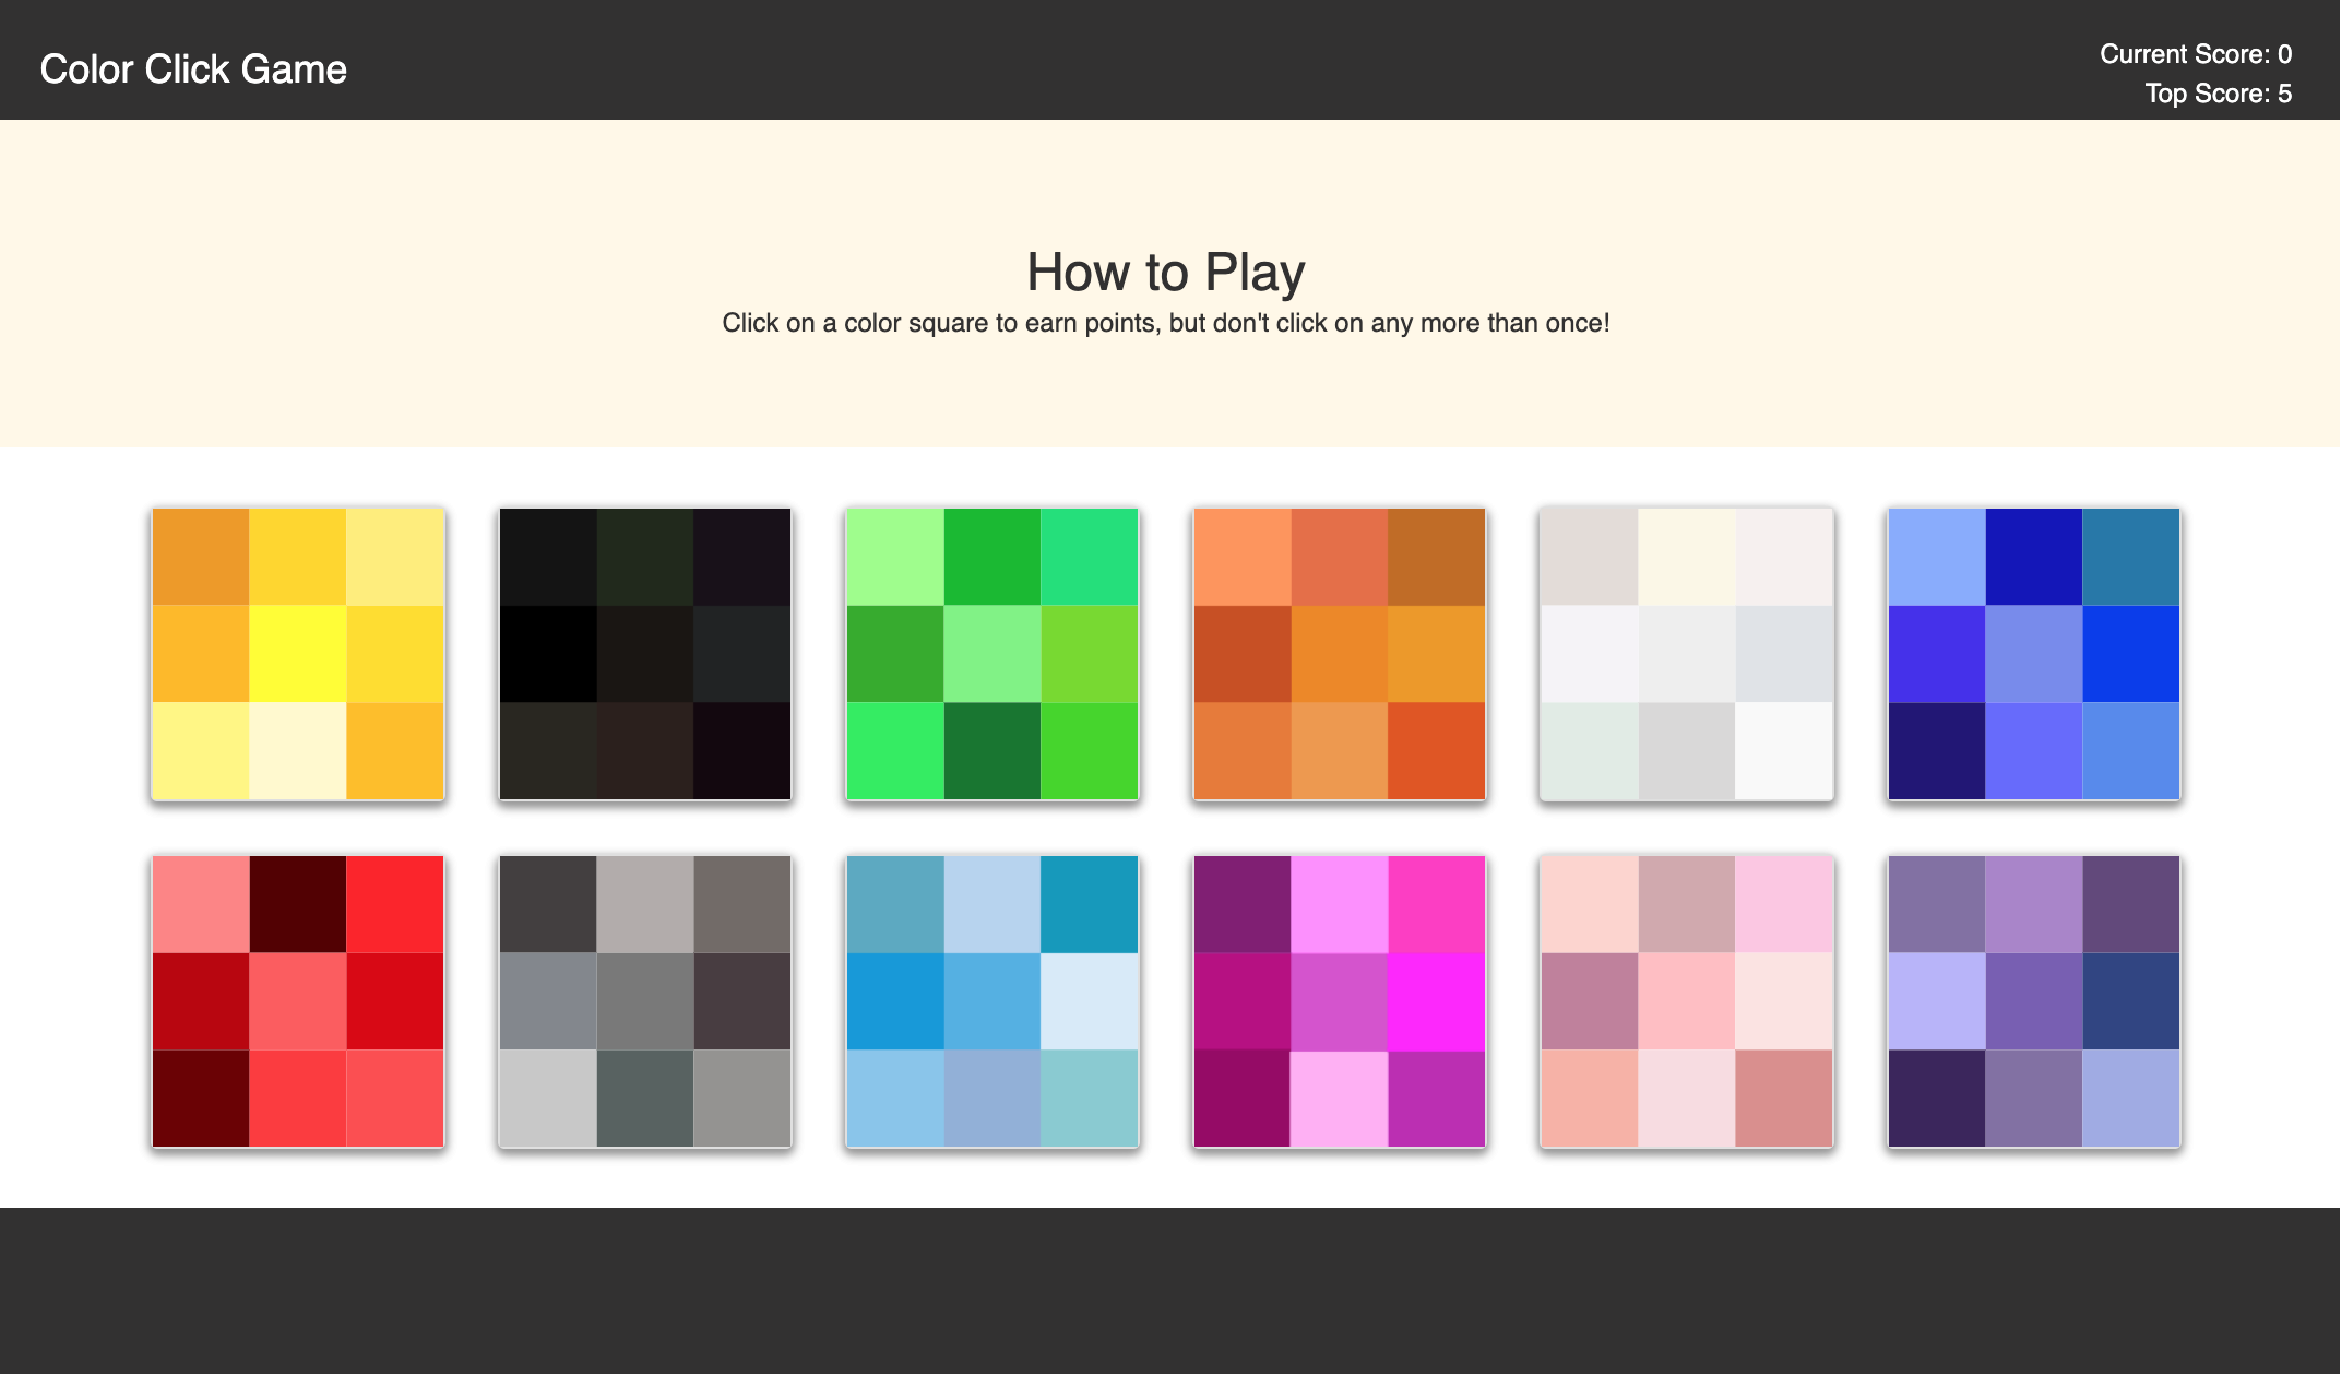 Color Click Game
Current Score: 0
Top Score: 5
How to Play
Click on a color square to earn points, but don't click on any more than once!